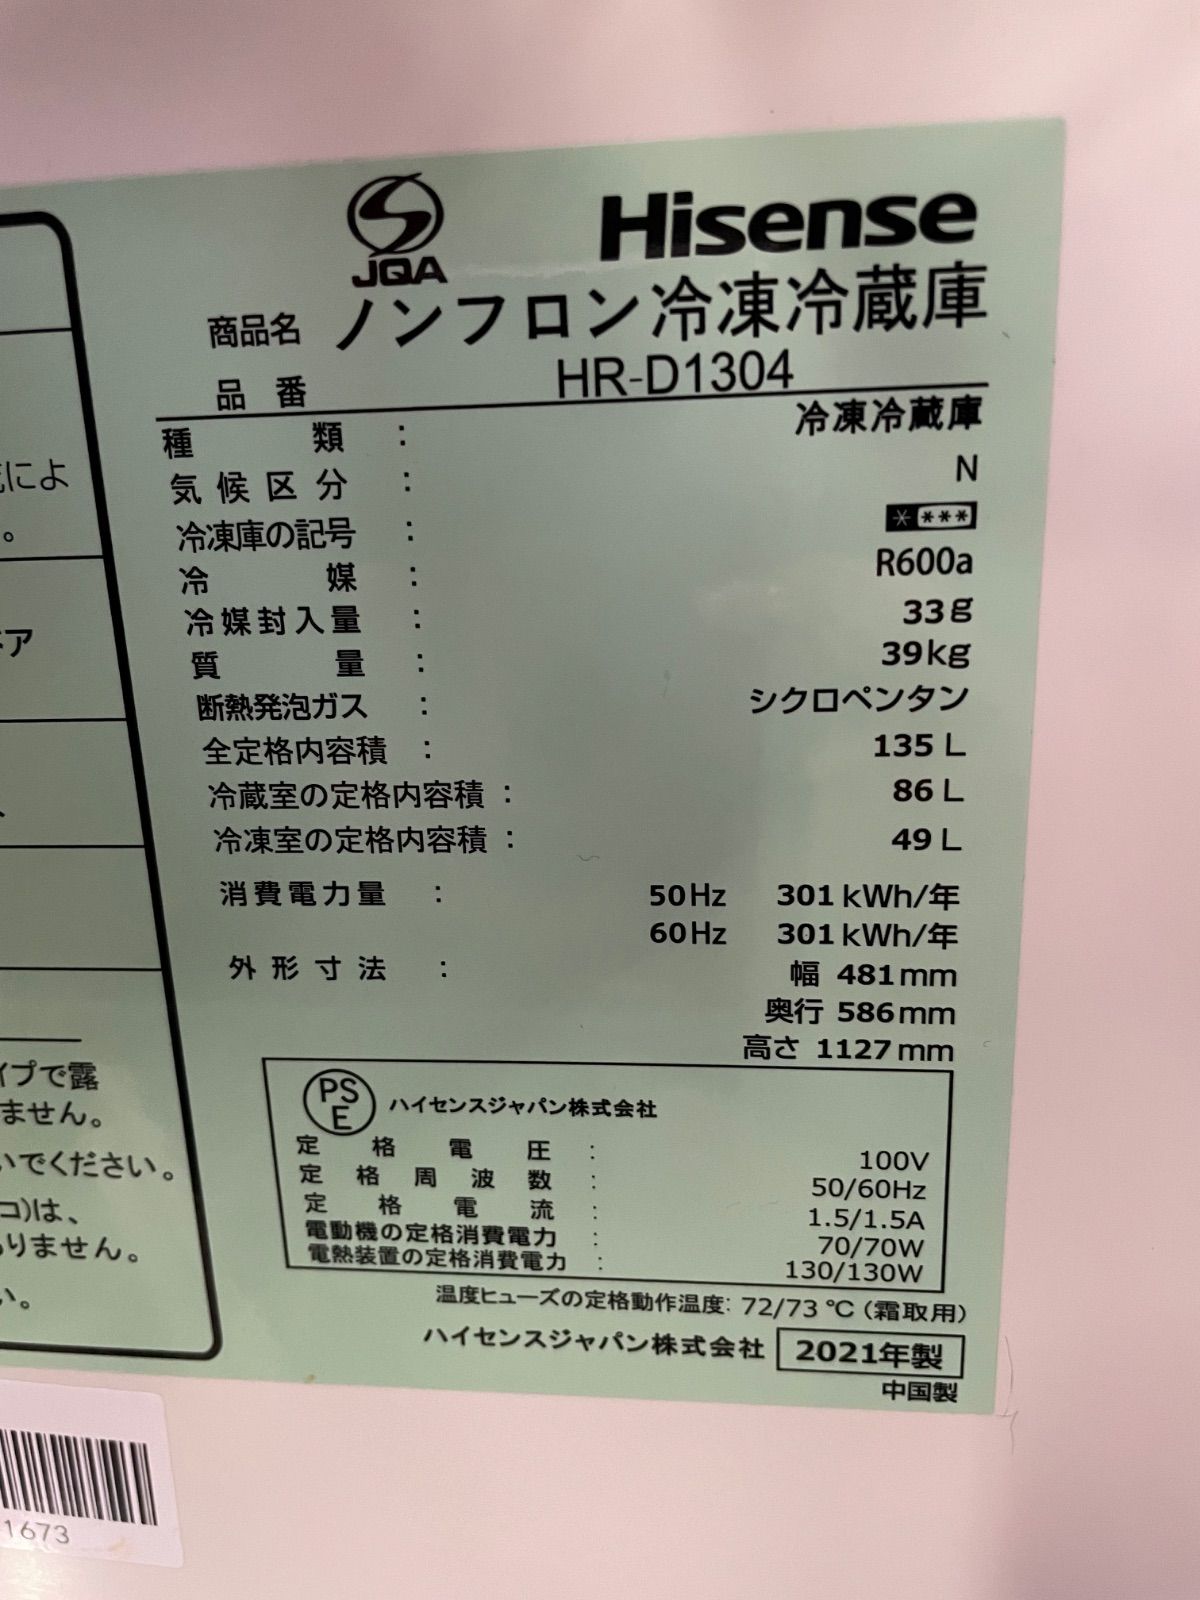 JQA
Hisense
商品名 ノンフロン冷凍冷蔵庫
品番 HR-D1304
種類 : 冷凍冷蔵庫
気候区分 : N
冷凍庫の記号 : ****
冷媒 : R600a
冷媒封入量 : 33g
質量 : 39kg
断熱発泡ガス : シクロペンタン
全定格内容積 : 135 L
冷蔵室の定格内容積 : 86 L
冷凍室の定格内容積 : 49 L
消費電力量 : 50Hz 301kWh/年
60Hz 301kWh/年
外形寸法 : 幅 481mm
奥行 586mm
高さ 1127mm
PSE ハイセンスジャパン株式会社
定格電圧 : 100V
定格周波数 : 50/60Hz
定格電流 : 1.5/1.5A
電動機の定格消費電力 : 70/70W
電熱装置の定格消費電力 : 130/130W
温度ヒューズの定格動作温度: 72/73℃(霜取用)
ハイセンスジャパン株式会社 2021年製
中国製
によ
。
ア
イプで露
ません。
いでください。
コ)は、
ありません。
い。
1673